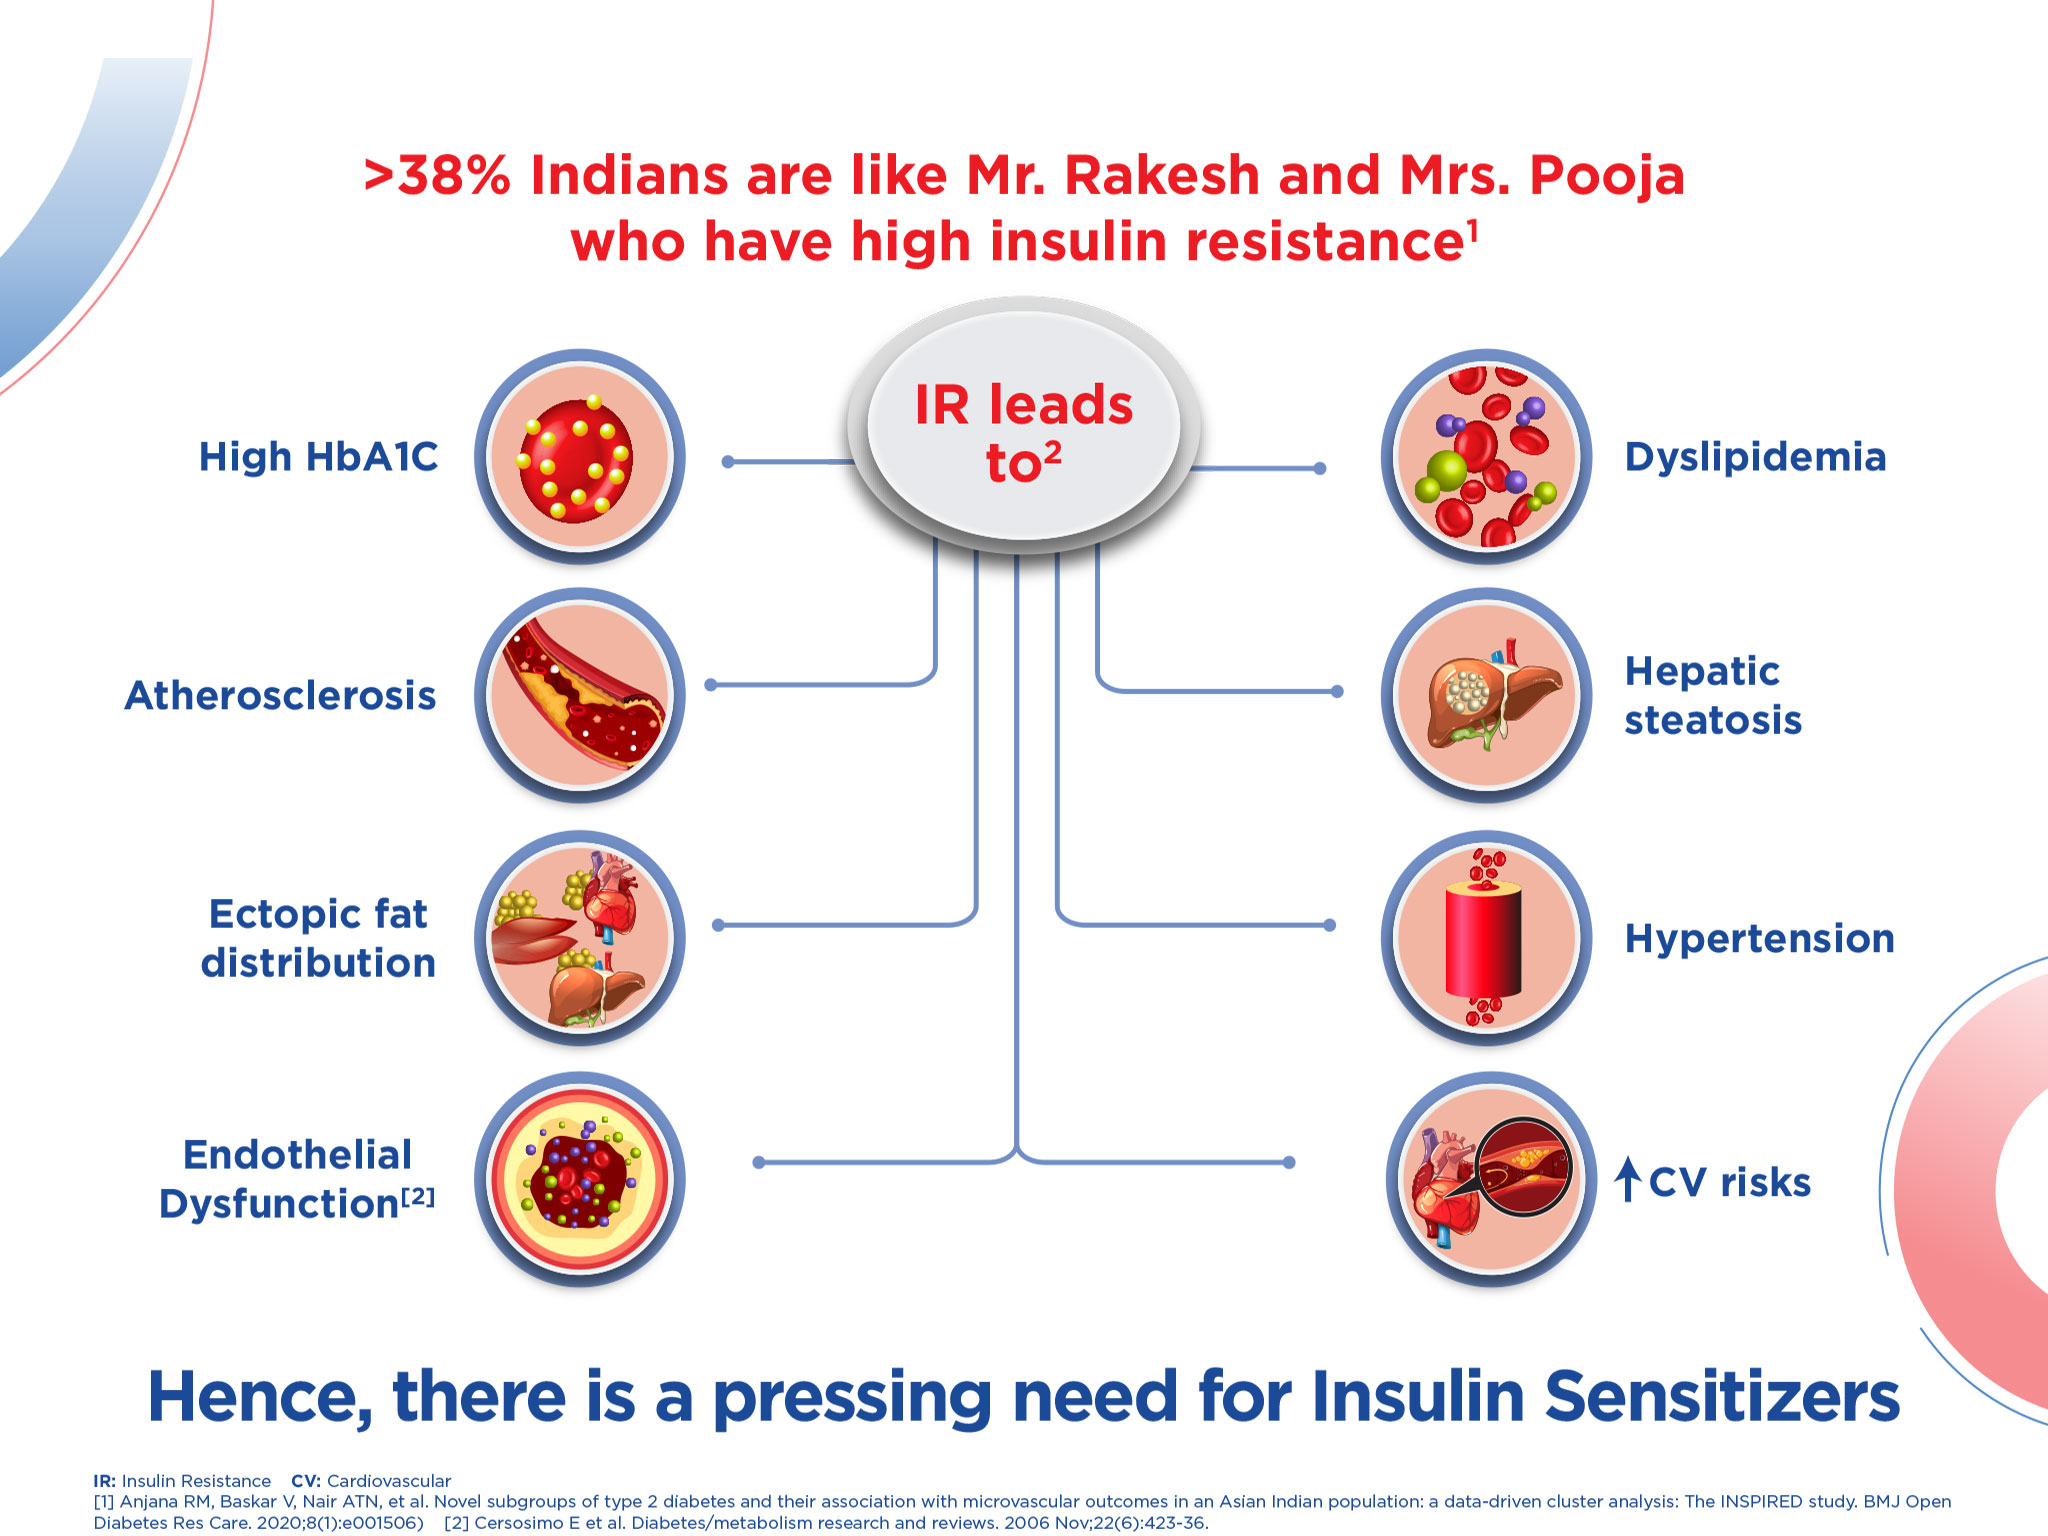 >38% Indians are like Mr. Rakesh and Mrs. Pooja
who have high insulin resistance¹
IR leads
to²
High HbA1C
Atherosclerosis
Ectopic fat
distribution
Endothelial
Dysfunction[2]
Dyslipidemia
Hepatic
steatosis
Hypertension
CV risks
Hence, there is a pressing need for Insulin Sensitizers
IR: Insulin Resistance CV: Cardiovascular
[1] Anjana RM, Baskar V, Nair ATN, et al. Novel subgroups of type 2 diabetes and their association with microvascular outcomes in an Asian Indian population: a data-driven cluster analysis: The INSPIRED study. BMJ Open
Diabetes Res Care. 2020;8(1):e001506) [2] Cersosimo E et al. Diabetes/metabolism research and reviews. 2006 Nov;22(6):423-36.